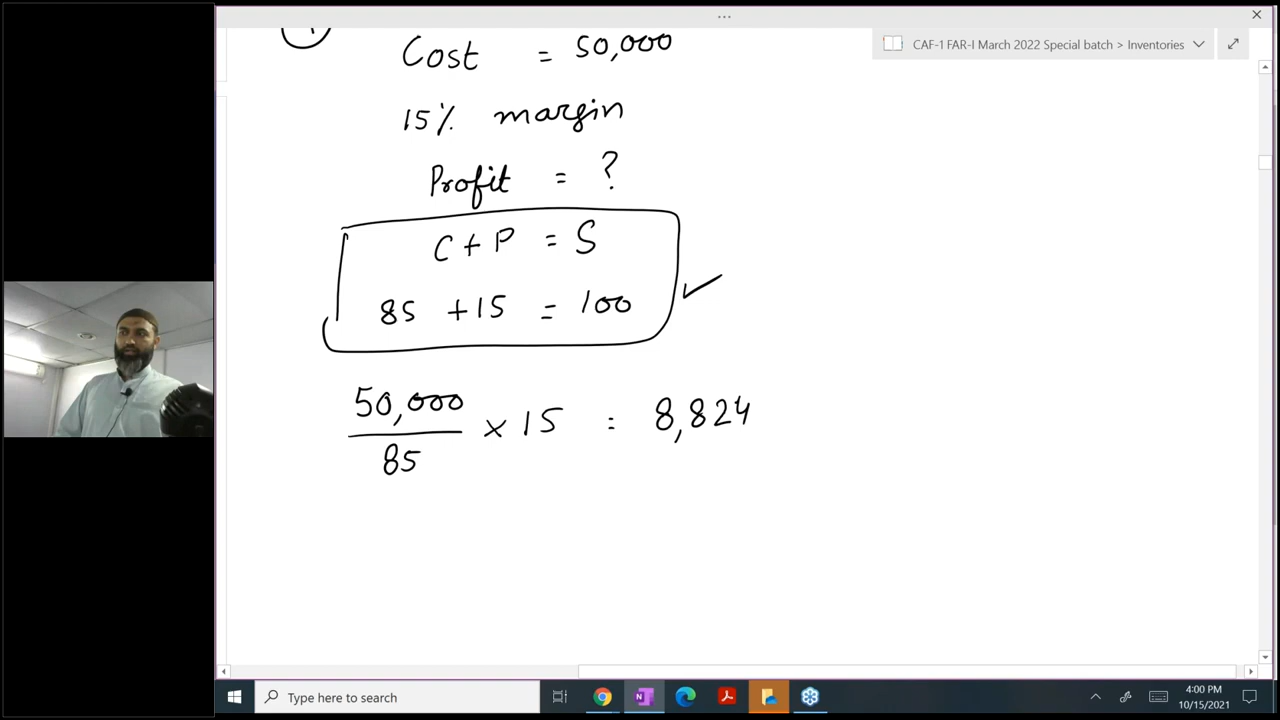 CAF-1 FAR-I March 2022 Special batch > Inventories
Cost = 50,000
15% margin
Profit = ?
C + P = S
85 + 15 = 100
50,000
85
× 15 = 8,824
Type here to search
4:00 PM
10/15/2021